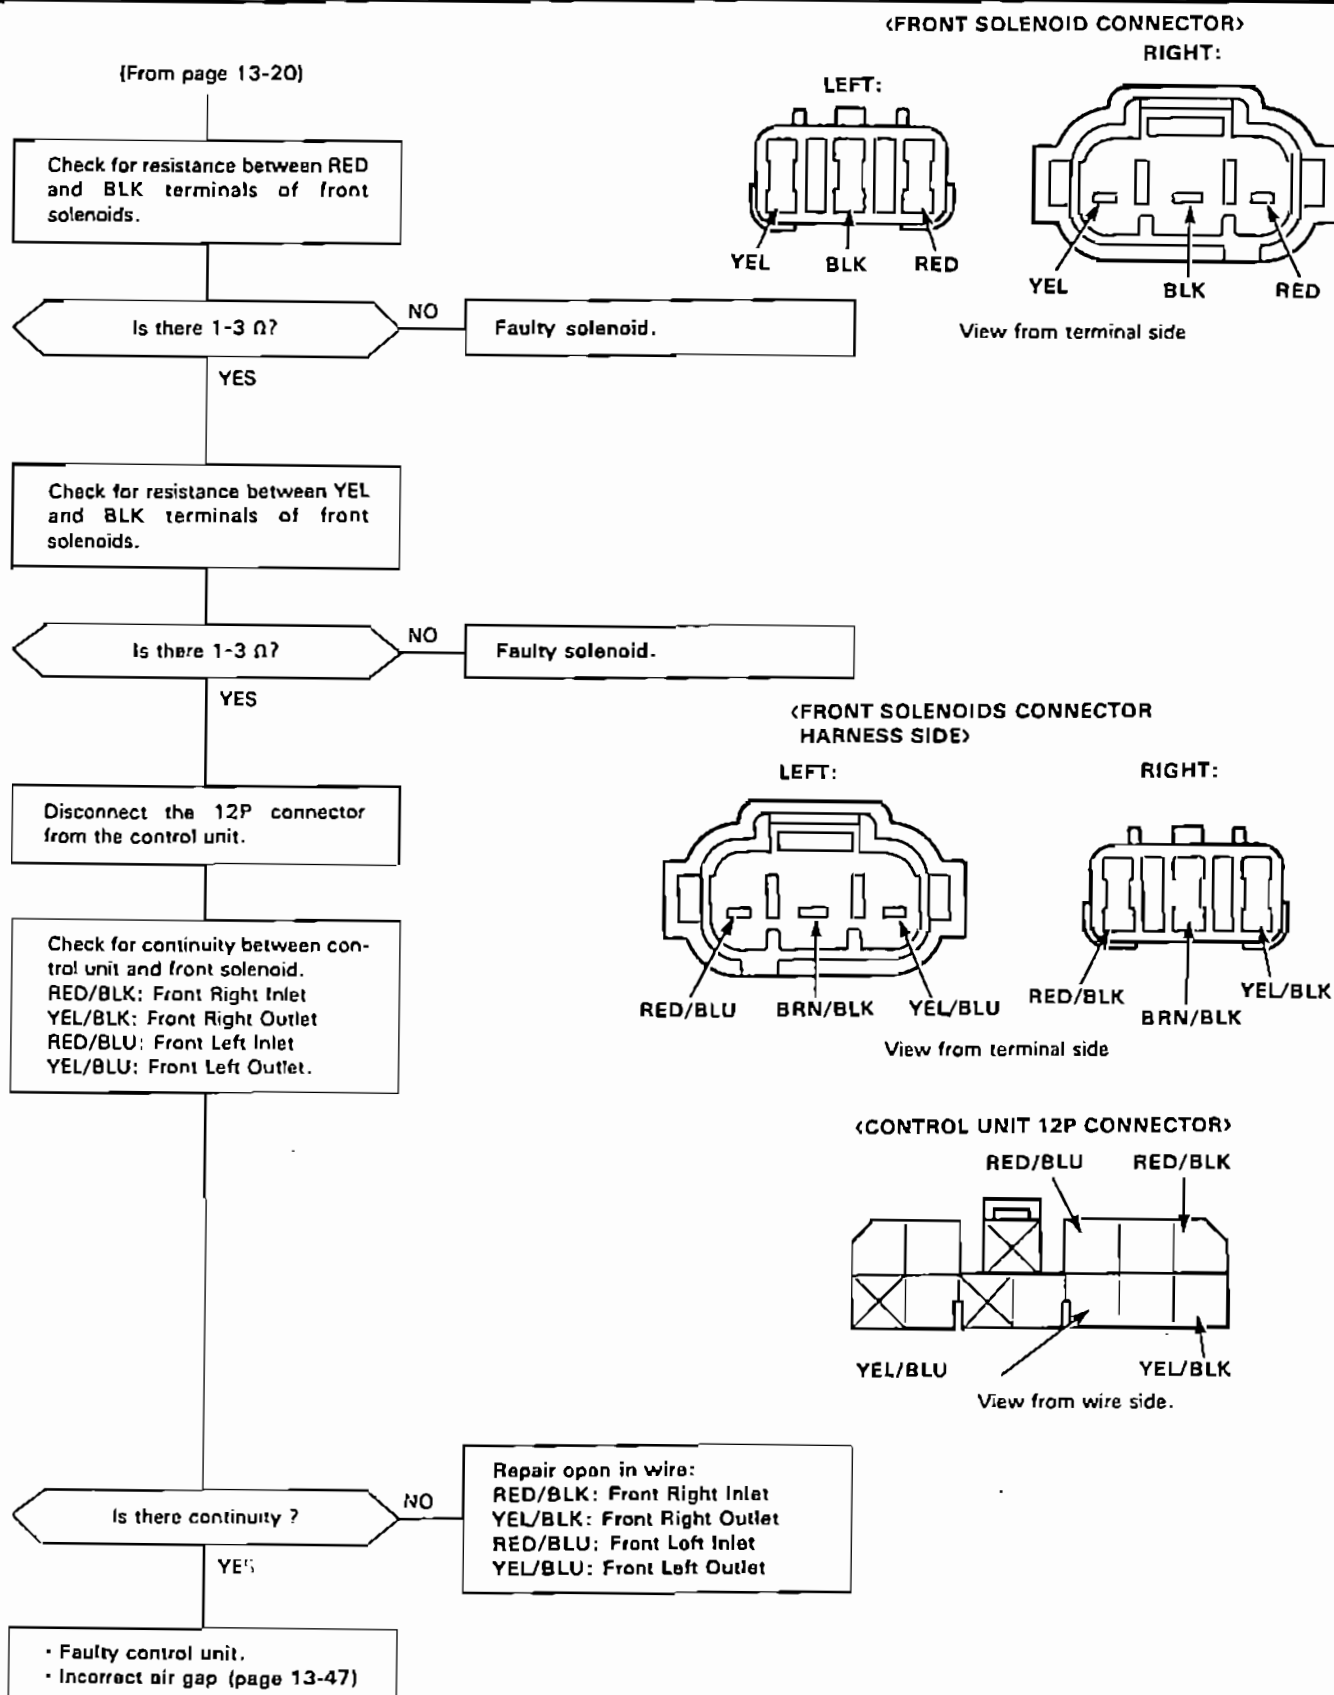 (From page 13-20)
Check for resistance between RED
and BLK terminals of front
solenoids.
Is there 1-3 Ω?
NO
Faulty solenoid.
YES
Check for resistance between YEL
and BLK terminals of front
solenoids.
Is there 1-3 Ω?
NO
Faulty solenoid.
YES
Disconnect the 12P connector
from the control unit.
Check for continuity between con-
trol unit and front solenoid.
RED/BLK: Front Right Inlet
YEL/BLK: Front Right Outlet
RED/BLU: Front Left Inlet
YEL/BLU: Front Left Outlet.
Is there continuity ?
NO
Repair open in wire:
RED/BLK: Front Right Inlet
YEL/BLK: Front Right Outlet
RED/BLU: Front Left Inlet
YEL/BLU: Front Left Outlet
YES
· Faulty control unit.
· Incorrect air gap (page 13-47)
<FRONT SOLENOID CONNECTOR>
LEFT:
RIGHT:
YEL
BLK
RED
YEL
BLK
RED
View from terminal side
<FRONT SOLENOIDS CONNECTOR
HARNESS SIDE>
LEFT:
RIGHT:
RED/BLU
BRN/BLK
YEL/BLU
RED/BLK
BRN/BLK
YEL/BLK
View from terminal side
<CONTROL UNIT 12P CONNECTOR>
RED/BLU
RED/BLK
YEL/BLU
YEL/BLK
View from wire side.